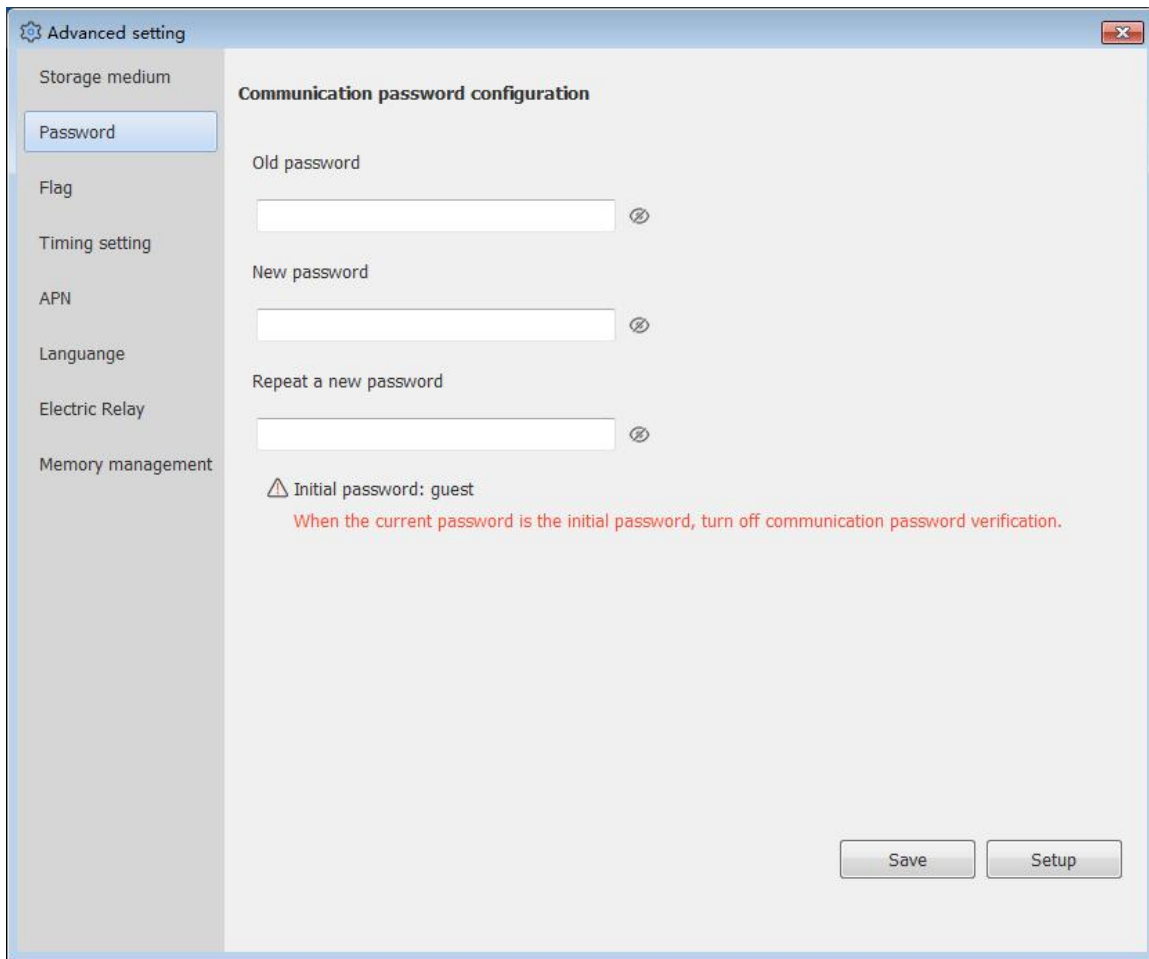 Advanced setting
Storage medium
Password
Flag
Timing setting
APN
Languange
Electric Relay
Memory management
Communication password configuration
Old password
New password
Repeat a new password
Initial password: guest
When the current password is the initial password, turn off communication password verification.
Save
Setup